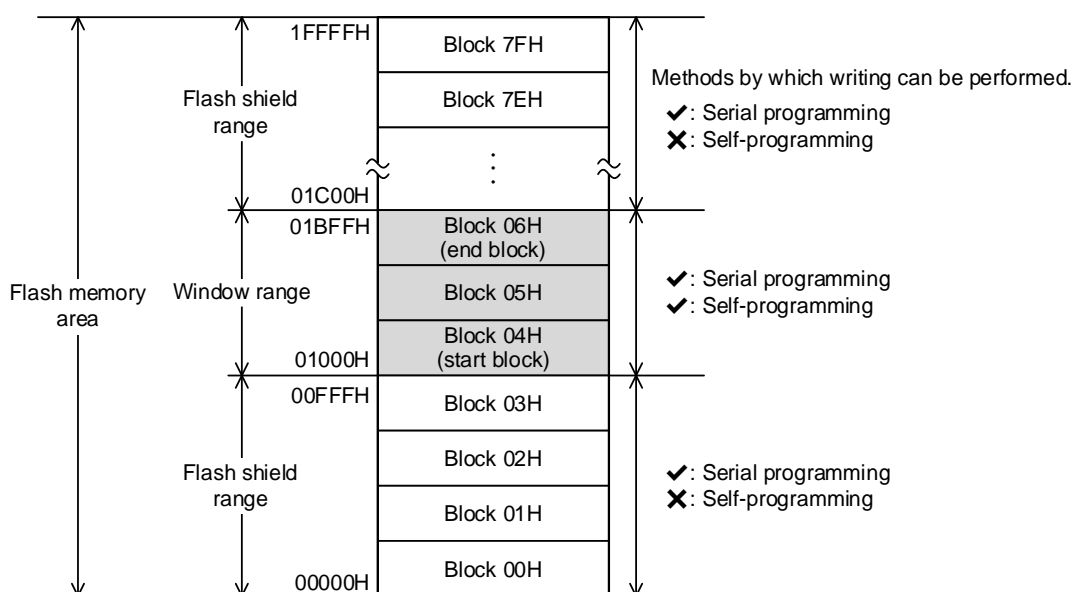 1FFFFH
Block 7FH
Methods by which writing can be performed.
Flash shield
range
Block 7EH
✔: Serial programming
✖: Self-programming
⋮
01C00H
01BFFH
Block 06H
(end block)
Flash memory
area
Window range
Block 05H
✔: Serial programming
✔: Self-programming
Block 04H
(start block)
01000H
00FFFH
Block 03H
Flash shield
range
Block 02H
✔: Serial programming
✖: Self-programming
Block 01H
Block 00H
00000H